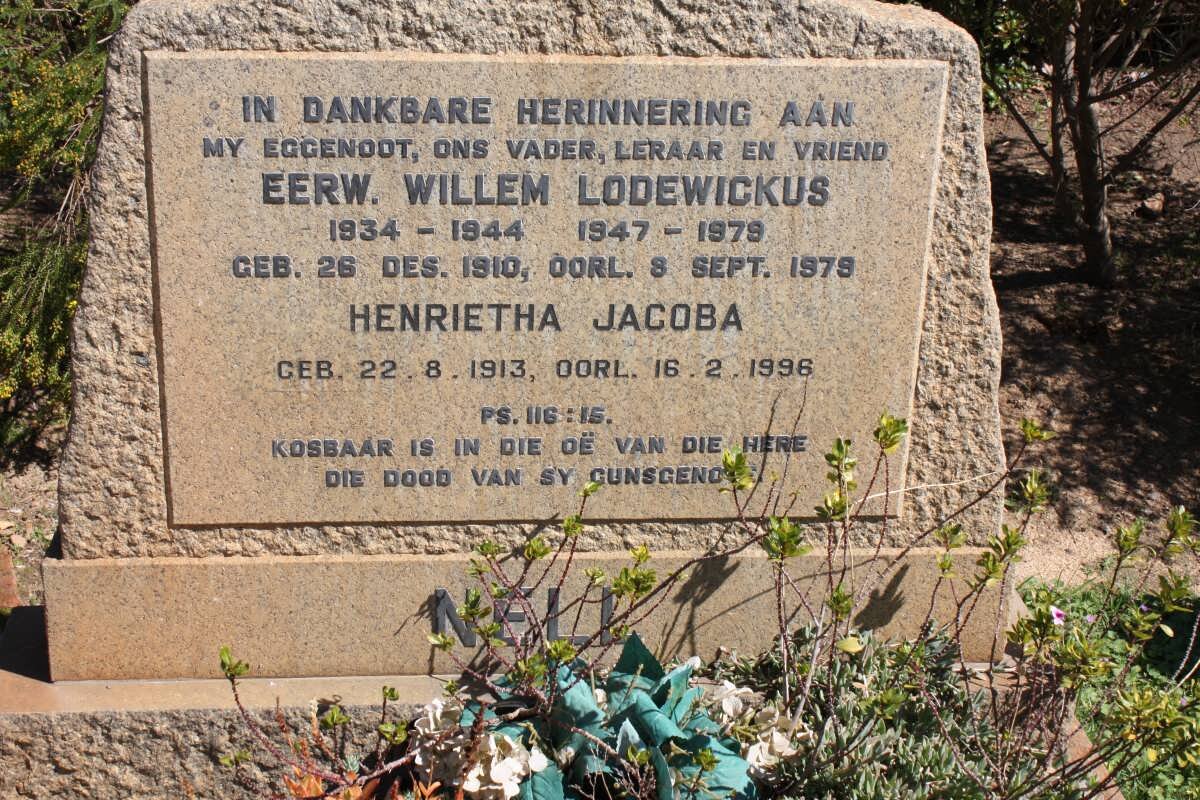 IN DANKBARE HERINNERING AAN
MY EGGENOOT, ONS VADER, LERAAR EN VRIEND
EERW. WILLEM LODEWICKUS
1934 - 1944 1947 - 1979
GEB. 26 DES. 1910, OORL. 8 SEPT. 1979
HENRIETHA JACOBA
GEB. 22.8.1913, OORL. 16.2.1996
PS. 116:15.
KOSBAAR IS IN DIE OË VAN DIE HERE
DIE DOOD VAN SY
NELL